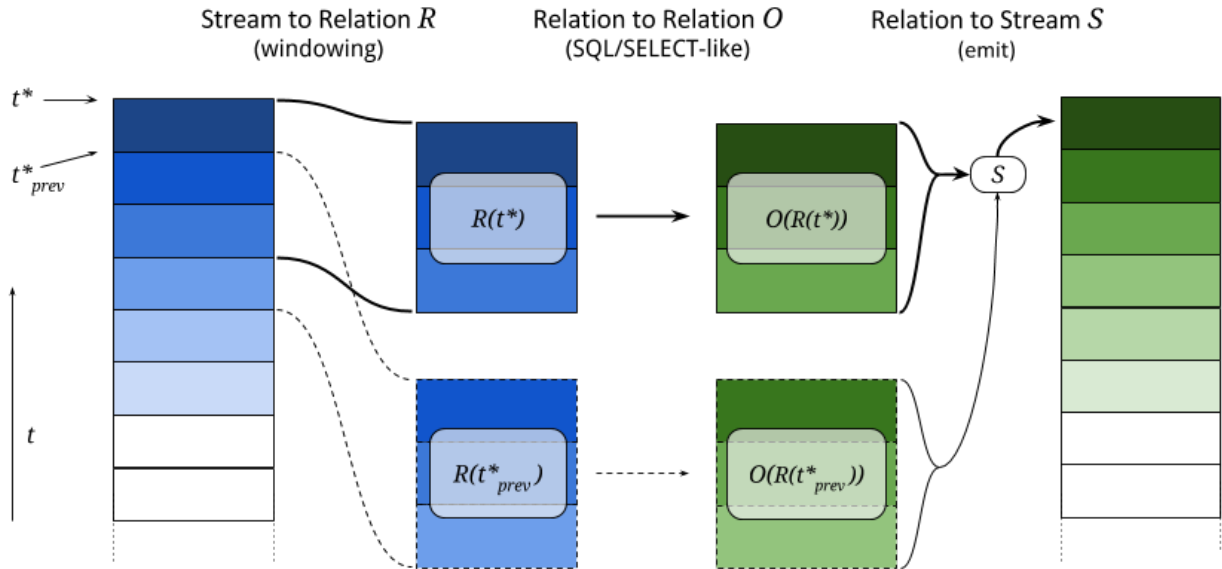 Stream to Relation R
(windowing)
Relation to Relation O
(SQL/SELECT-like)
Relation to Stream S
(emit)
t*
t*prev
t
R(t*)
O(R(t*))
S
R(t*prev)
O(R(t*prev))